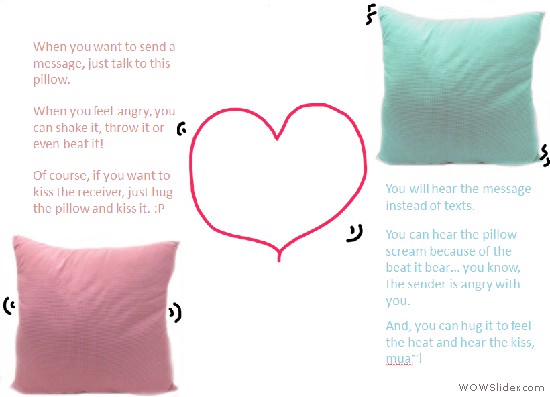 When you want to send a
message, just talk to this
pillow.
When you feel angry, you
can shake it, throw it or
even beat it!
Of course, if you want to
kiss the receiver, just hug
the pillow and kiss it. :P
You will hear the message
instead of texts.
You can hear the pillow
scream because of the
beat it bear... you know,
the sender is angry with
you.
And, you can hug it to feel
the heat and hear the kiss,
mua~!
WOWSlider.com